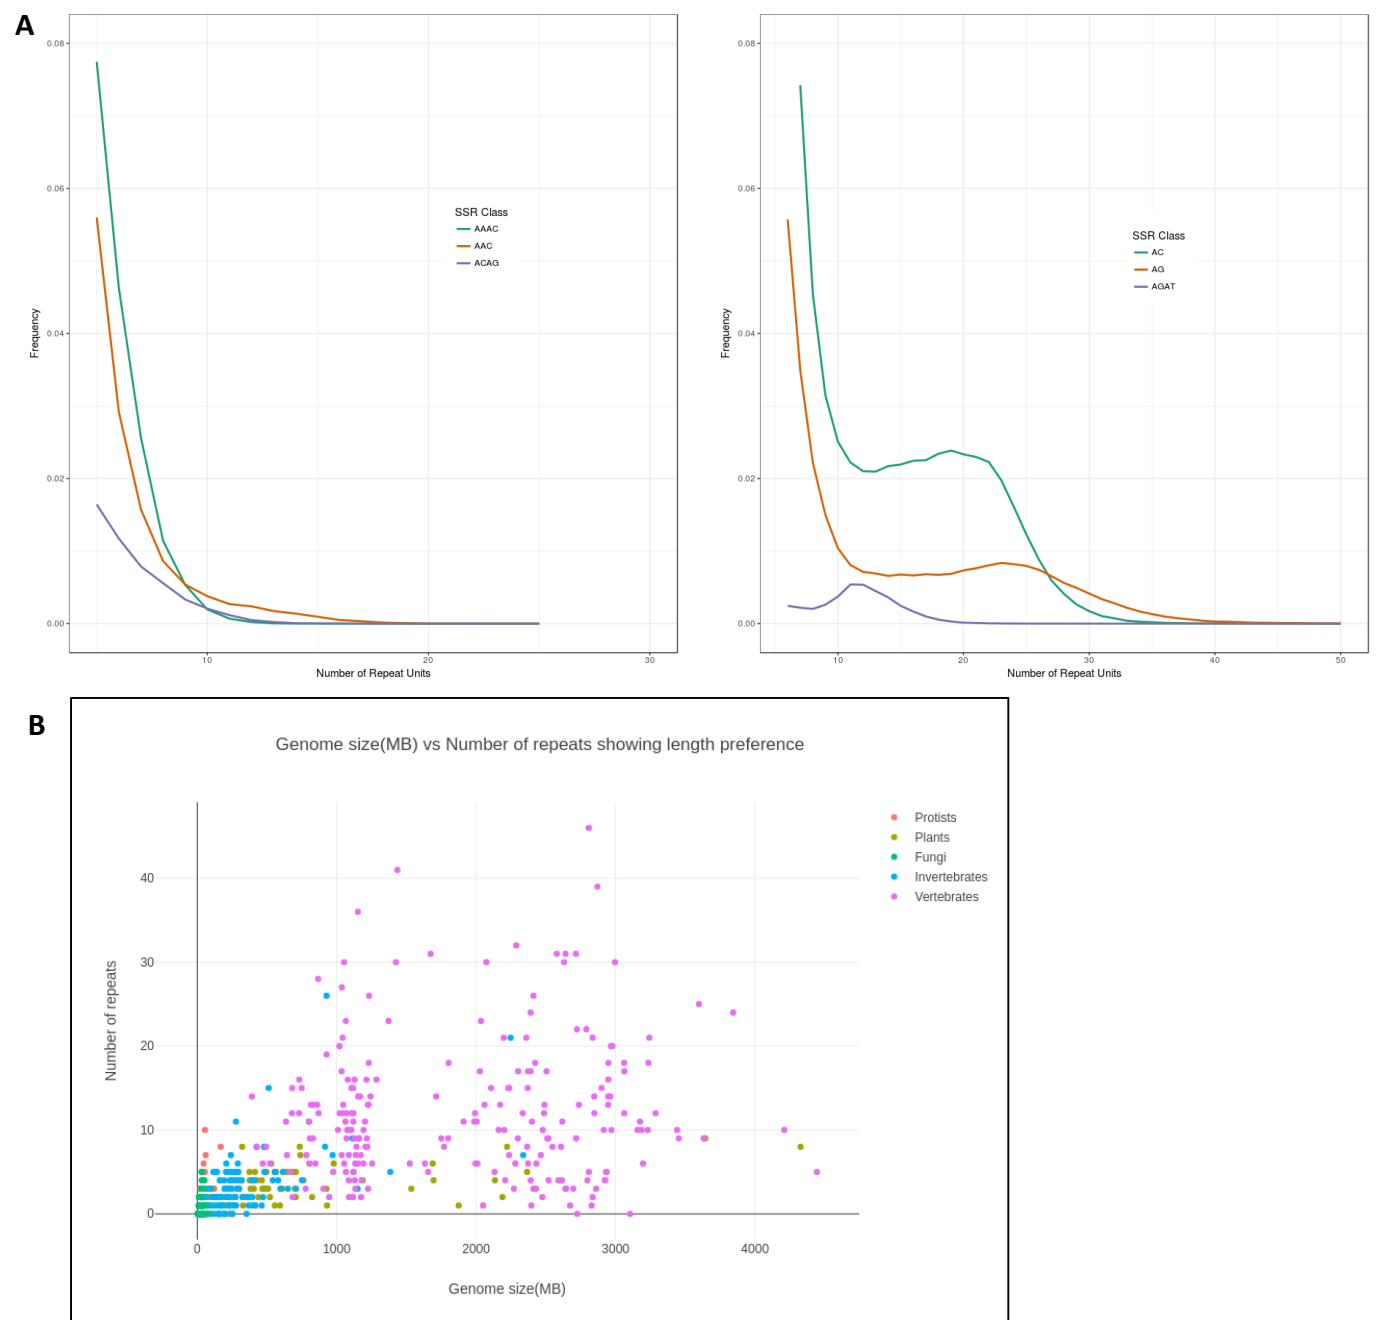 A
0.08
0.06
0.04
0.02
0.00
Frequency
10
20
30
Number of Repeat Units
SSR Class
AAAC
AAC
ACAG
0.08
0.06
0.04
0.02
0.00
Frequency
10
20
30
40
50
Number of Repeat Units
SSR Class
AC
AG
AGAT
B
Genome size(MB) vs Number of repeats showing length preference
Protists
Plants
Fungi
Invertebrates
Vertebrates
40
30
20
10
0
Number of repeats
0
1000
2000
3000
4000
Genome size(MB)